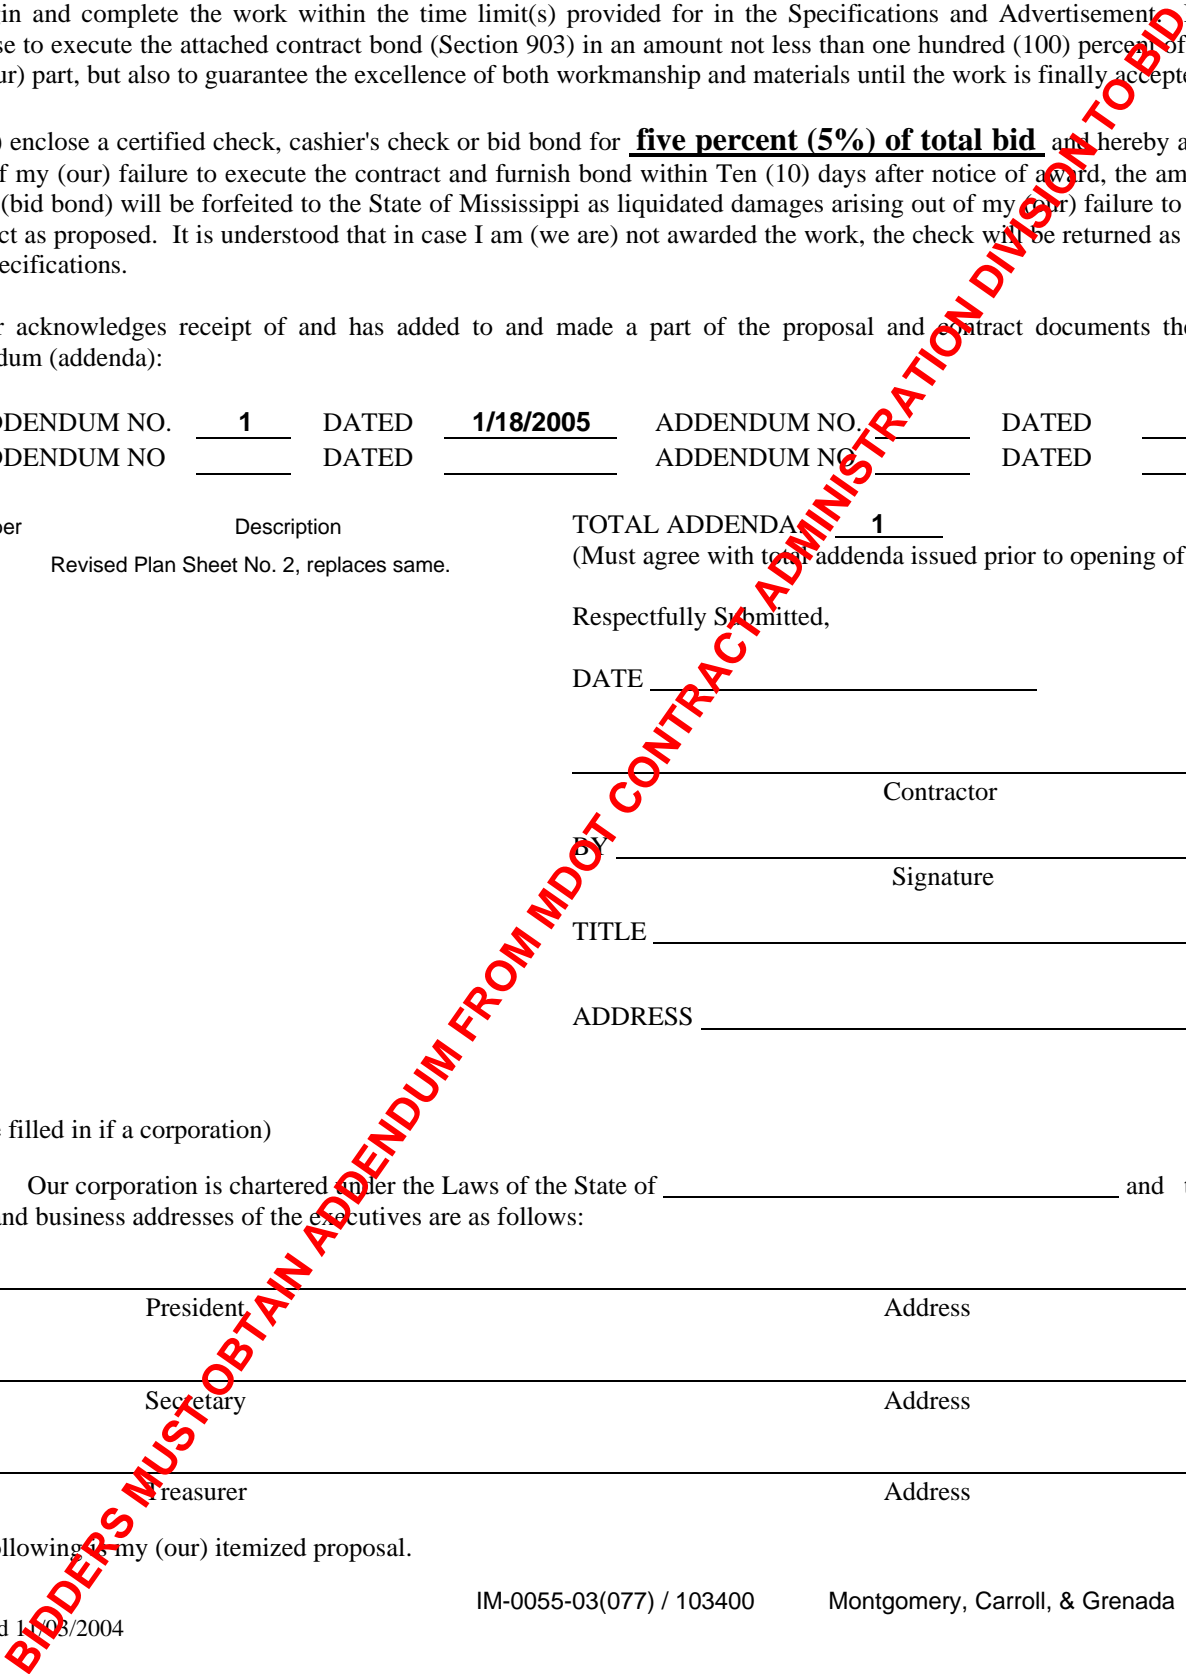 in and complete the work within the time limit(s) provided for in the Specifications and Advertisement.
se to execute the attached contract bond (Section 903) in an amount not less than one hundred (100) percent of
ur) part, but also to guarantee the excellence of both workmanship and materials until the work is finally accepte
) enclose a certified check, cashier's check or bid bond for five percent (5%) of total bid and hereby a
f my (our) failure to execute the contract and furnish bond within Ten (10) days after notice of award, the am
(bid bond) will be forfeited to the State of Mississippi as liquidated damages arising out of my (our) failure to
ct as proposed. It is understood that in case I am (we are) not awarded the work, the check will be returned as
ecifications.
r acknowledges receipt of and has added to and made a part of the proposal and contract documents the
dum (addenda):
DDENDUM NO. 1 DATED 1/18/2005 ADDENDUM NO. DATED
DDENDUM NO DATED ADDENDUM NO DATED
ber Description
Revised Plan Sheet No. 2, replaces same.
TOTAL ADDENDA: 1
(Must agree with total addenda issued prior to opening of
Respectfully Submitted,
DATE
Contractor
BY
Signature
TITLE
ADDRESS
e filled in if a corporation)
Our corporation is chartered under the Laws of the State of and t
and business addresses of the executives are as follows:
President Address
Secretary Address
Treasurer Address
ollowing is my (our) itemized proposal.
IM-0055-03(077) / 103400 Montgomery, Carroll, & Grenada
d 11/03/2004
BIDDERS MUST OBTAIN ADDENDUM FROM MDOT CONTRACT ADMINISTRATION DIVISION TO BID